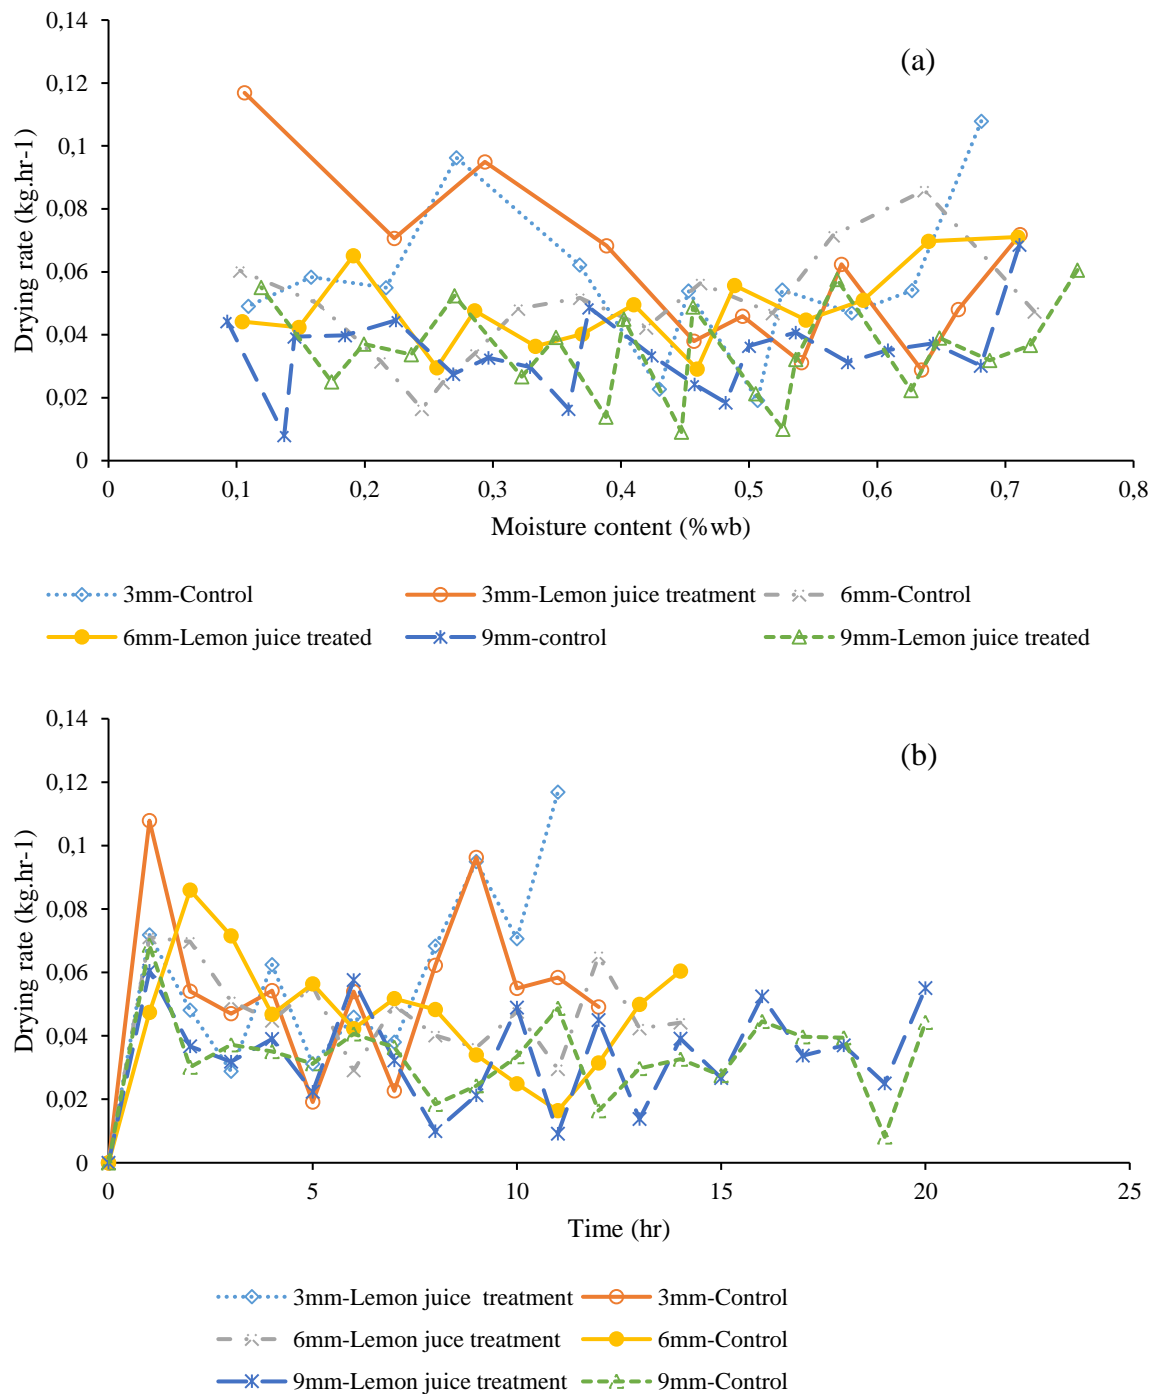 0,14
(a)
0,12
0,1
0,08
0,06
0,04
0,02
0
Drying rate (kg.hr-1)
0 0,1 0,2 0,3 0,4 0,5 0,6 0,7 0,8
Moisture content (%wb)
3mm-Control 3mm-Lemon juice treatment 6mm-Control
6mm-Lemon juice treated 9mm-control 9mm-Lemon juice treated
0,14
(b)
0,12
0,1
0,08
0,06
0,04
0,02
0
Drying rate (kg.hr-1)
0 5 10 15 20 25
Time (hr)
3mm-Lemon juice treatment 3mm-Control
6mm-Lemon juce treatment 6mm-Control
9mm-Lemon juice treatment 9mm-Control